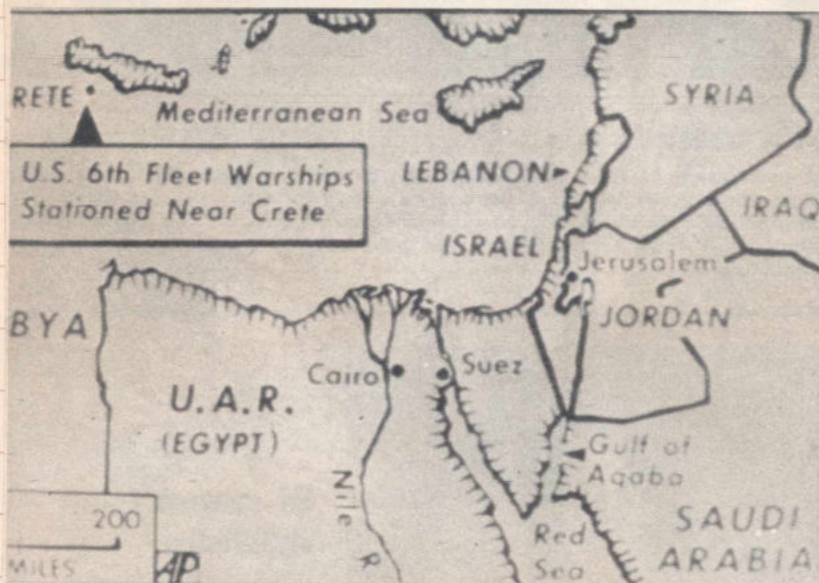 RETE
Mediterranean Sea
SYRIA
U.S. 6th Fleet Warships
Stationed Near Crete
LEBANON
IRAQ
ISRAEL
Jerusalem
BYA
JORDAN
Cairo
Suez
U.A.R.
(EGYPT)
Gulf of
Aqaba
Nile R
200
MILES
AP
Red
Sea
SAUDI
ARABIA